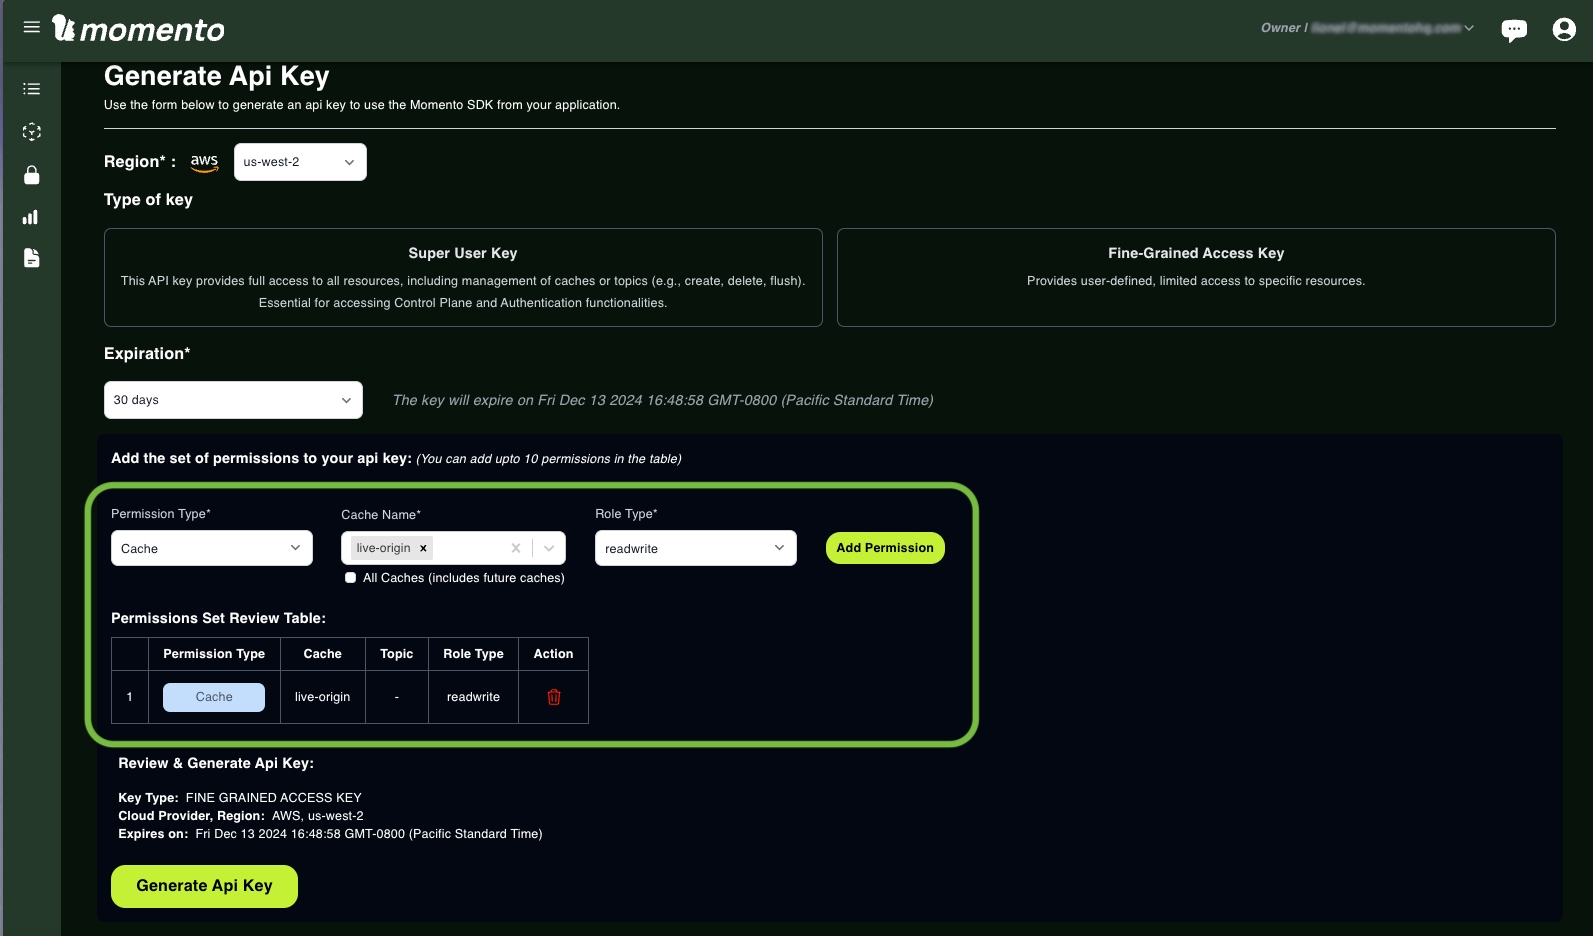 momento
Owner |
Generate Api Key
Use the form below to generate an api key to use the Momento SDK from your application.
Region* : aws us-west-2
Type of key
Super User Key
This API key provides full access to all resources, including management of caches or topics (e.g., create, delete, flush).
Essential for accessing Control Plane and Authentication functionalities.
Fine-Grained Access Key
Provides user-defined, limited access to specific resources.
Expiration*
30 days The key will expire on Fri Dec 13 2024 16:48:58 GMT-0800 (Pacific Standard Time)
Add the set of permissions to your api key: (You can add upto 10 permissions in the table)
Permission Type* Cache Name* Role Type*
Cache live-origin x readwrite Add Permission
All Caches (includes future caches)
Permissions Set Review Table:
Permission Type Cache Topic Role Type Action
1 Cache live-origin - readwrite
Review & Generate Api Key:
Key Type: FINE GRAINED ACCESS KEY
Cloud Provider, Region: AWS, us-west-2
Expires on: Fri Dec 13 2024 16:48:58 GMT-0800 (Pacific Standard Time)
Generate Api Key